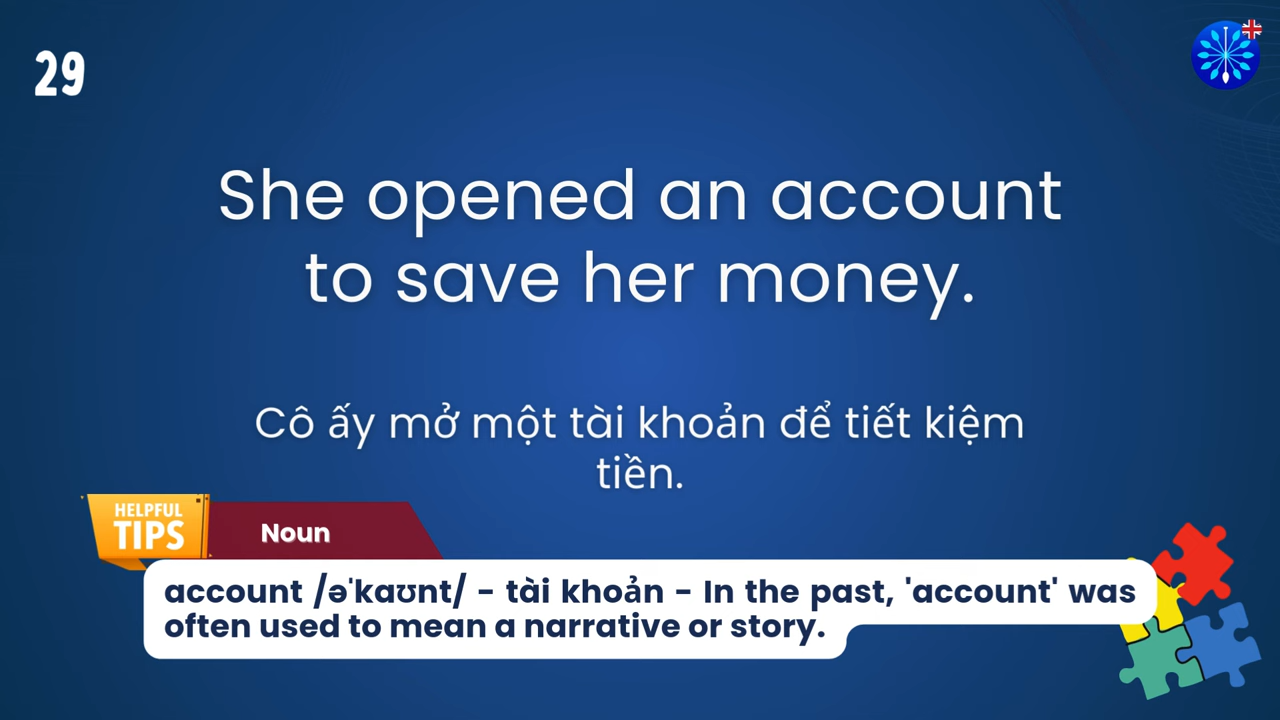 29
She opened an account
to save her money.
Cô ấy mở một tài khoản để tiết kiệm
tiền.
HELPFUL
TIPS
Noun
account /ə'kaʊnt/ - tài khoản - In the past, 'account' was
often used to mean a narrative or story.